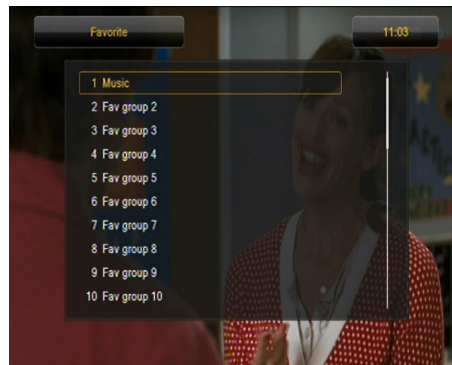 Favorite
11:03
1 Music
2 Fav group 2
3 Fav group 3
4 Fav group 4
5 Fav group 5
6 Fav group 6
7 Fav group 7
8 Fav group 8
9 Fav group 9
10 Fav group 10